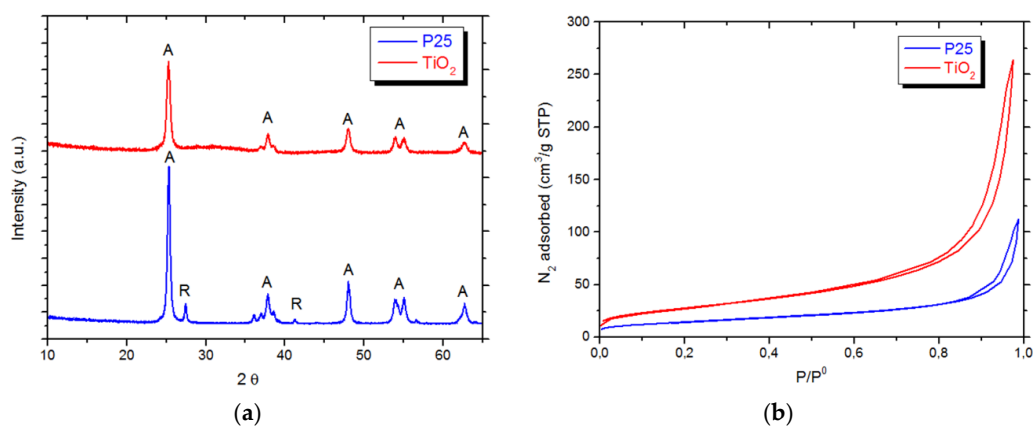 A
P25
TiO₂
A
A
A
A
A
A
R
A
R
A
A
Intensity (a.u.)
10 20 30 40 50 60
2 θ
(a)
P25
TiO₂
300
250
200
150
100
50
0
N₂ adsorbed (cm³/g STP)
0,0 0,2 0,4 0,6 0,8 1,0
P/P⁰
(b)